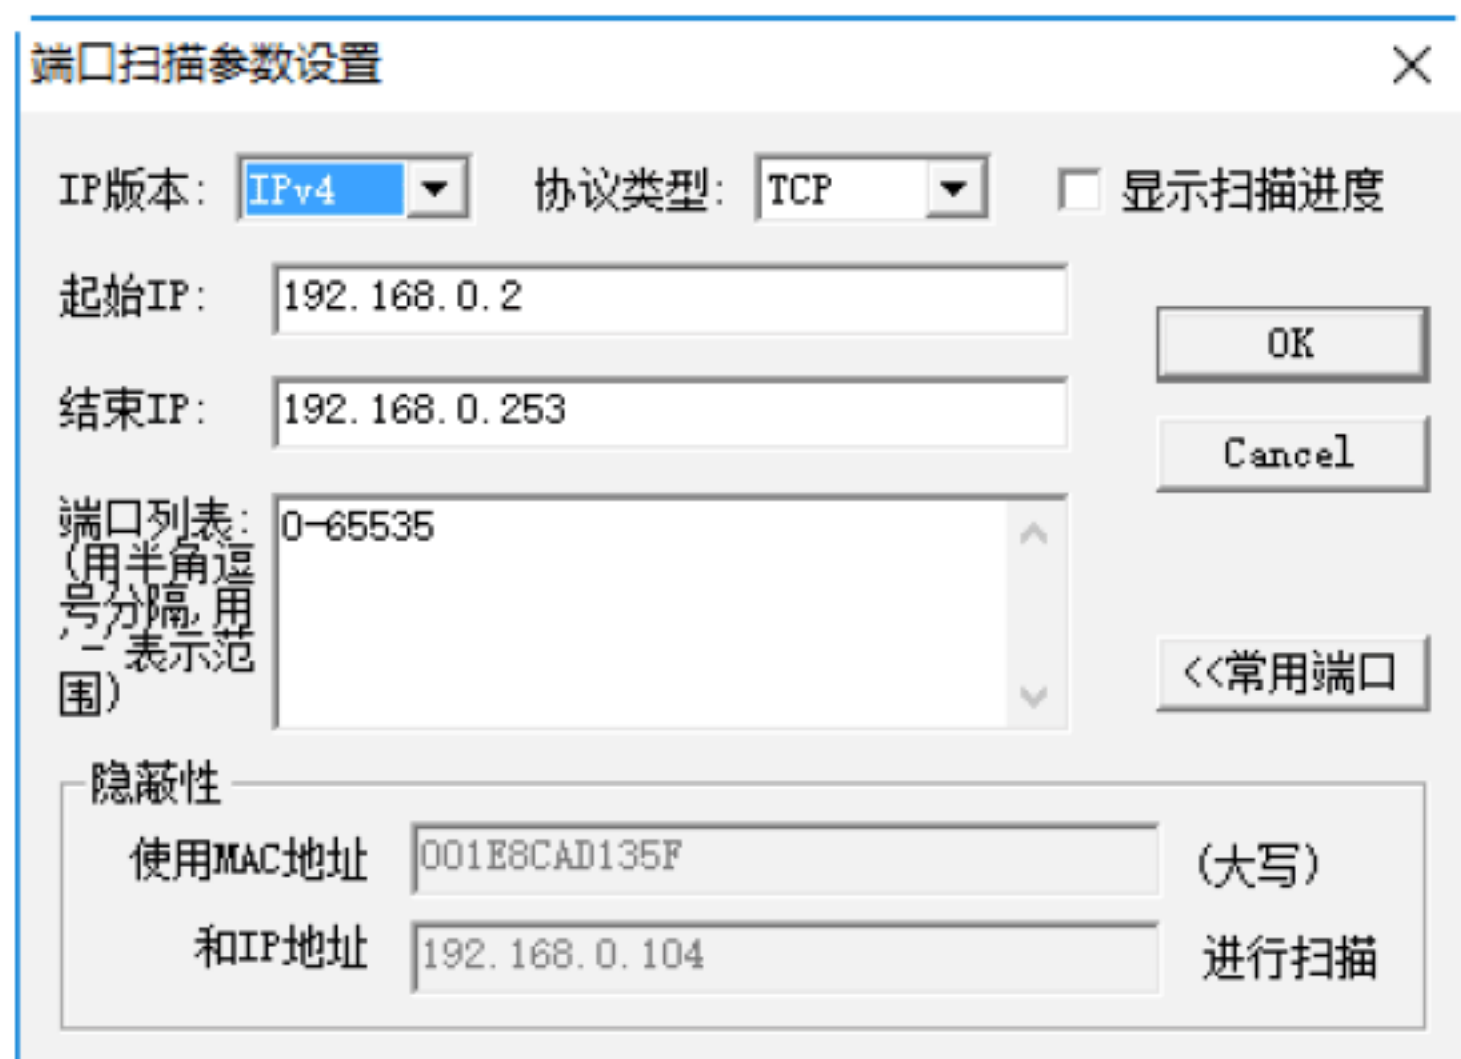 端口扫描参数设置
IP版本: IPv4 协议类型: TCP 显示扫描进度
起始IP: 192.168.0.2
OK
结束IP: 192.168.0.253
Cancel
端口列表: 0-65535
(用半角逗
号分隔,用
'-'表示范
围)
<<常用端口
隐蔽性
使用MAC地址 001E8CAD135F (大写)
和IP地址 192.168.0.104 进行扫描